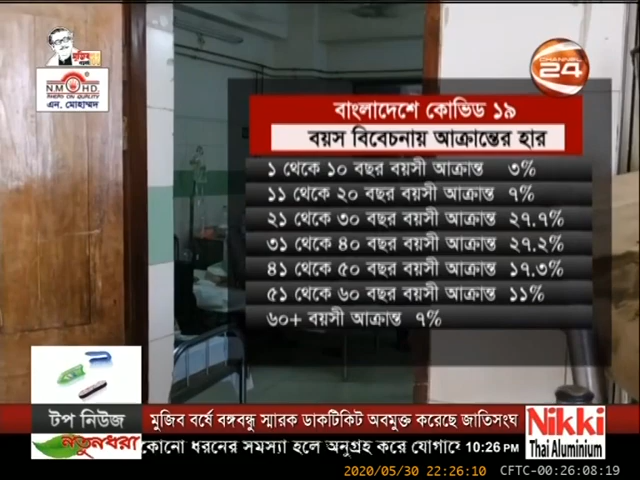 মুজিব
CHANNEL
24
NMOHD.
এন. মোহাম্মদ
বাংলাদেশে কোভিড ১৯
বয়স বিবেচনায় আক্রান্তের হার
১ থেকে ১০ বছর বয়সী আক্রান্ত ৩%
১১ থেকে ২০ বছর বয়সী আক্রান্ত ৭%
২১ থেকে ৩০ বছর বয়সী আক্রান্ত ২৭.৭%
৩১ থেকে ৪০ বছর বয়সী আক্রান্ত ২৭.২%
৪১ থেকে ৫০ বছর বয়সী আক্রান্ত ১৭.৩%
৫১ থেকে ৬০ বছর বয়সী আক্রান্ত ১১%
৬০+ বয়সী আক্রান্ত ৭%
টপ নিউজ মুজিব বর্ষে বঙ্গবন্ধু স্মারক ডাকটিকিট অবমুক্ত করেছে জাতিসংঘ
নতুনধরা কোনো ধরনের সমস্যা হলে অনুগ্রহ করে যোগাযে 10:26 PM
Nikki
Thai Aluminium
2020/05/30 22:26:10 CFTC-00:26:08:19